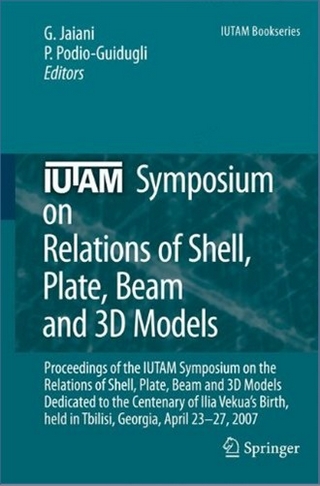 G. Jaiani
P. Podio-Guidugli
Editors
IUTAM Bookseries
IUTAM Symposium
on
Relations of Shell,
Plate, Beam
and 3D Models
Proceedings of the IUTAM Symposium on the
Relations of Shell, Plate, Beam and 3D Models
Dedicated to the Centenary of Ilia Vekua's Birth,
held in Tbilisi, Georgia, April 23–27, 2007
Springer